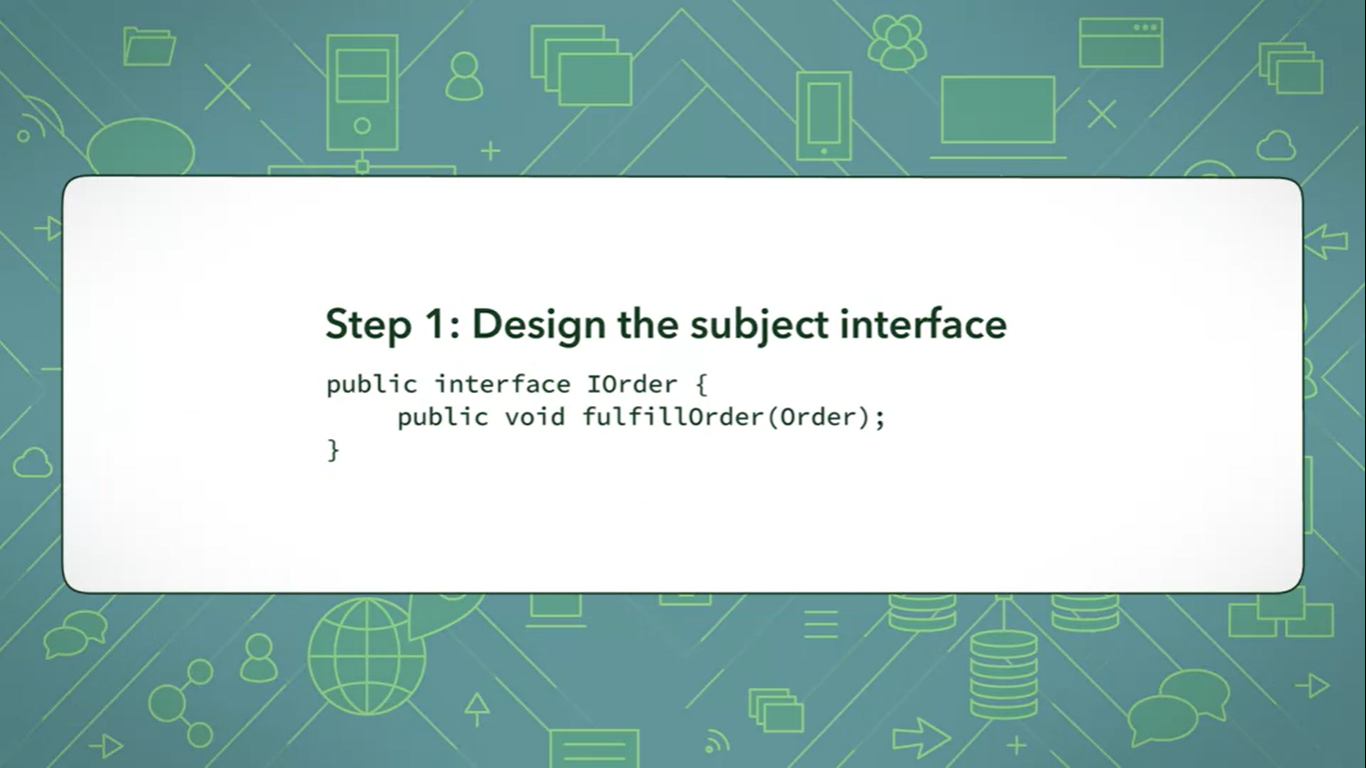 Step 1: Design the subject interface
public interface IOrder {
     public void fulfillOrder(Order);
}